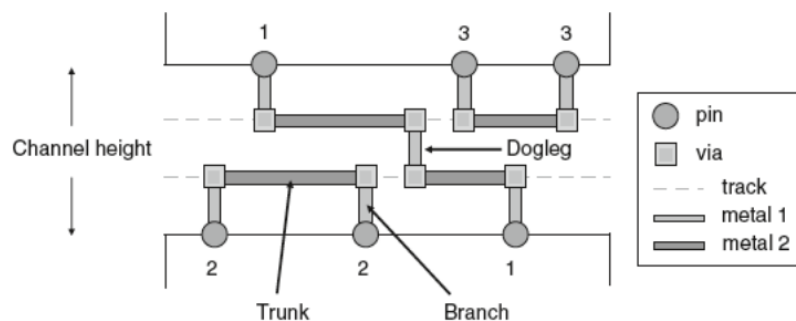 1 3 3
Channel height
Dogleg
2 2 1
Trunk Branch
pin
via
track
metal 1
metal 2